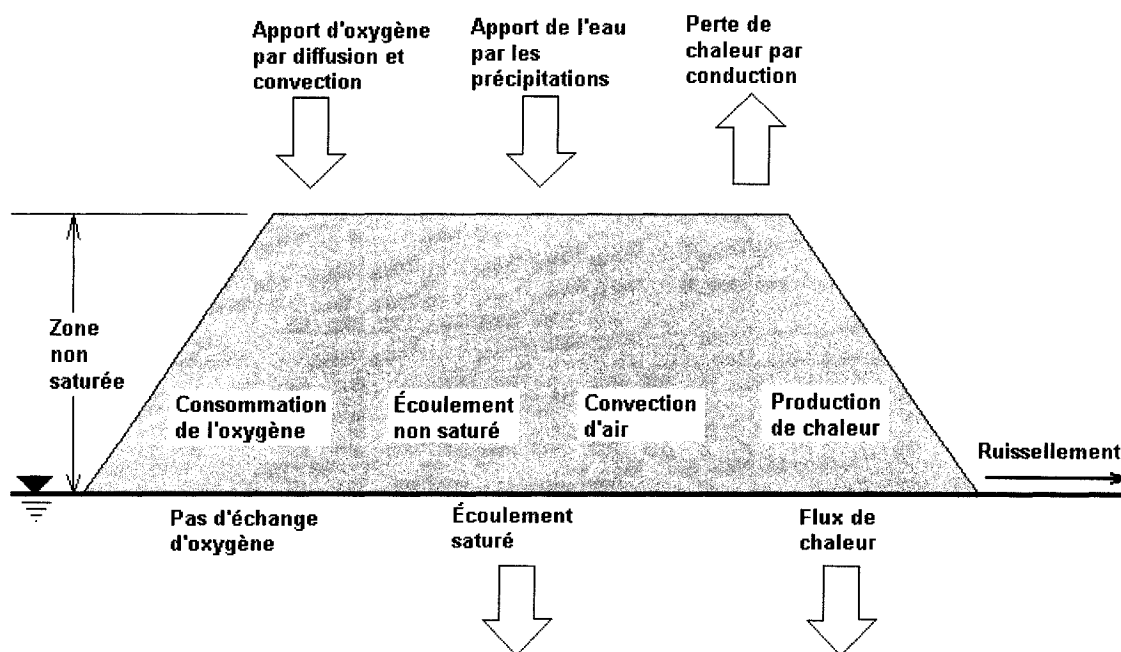 Apport d'oxygène
par diffusion et
convection
Apport de l'eau
par les
précipitations
Perte de
chaleur par
conduction
Zone
non
saturée
Consommation
de l'oxygène
Écoulement
non saturé
Convection
d'air
Production
de chaleur
Ruissellement
Pas d'échange
d'oxygène
Écoulement
saturé
Flux de
chaleur